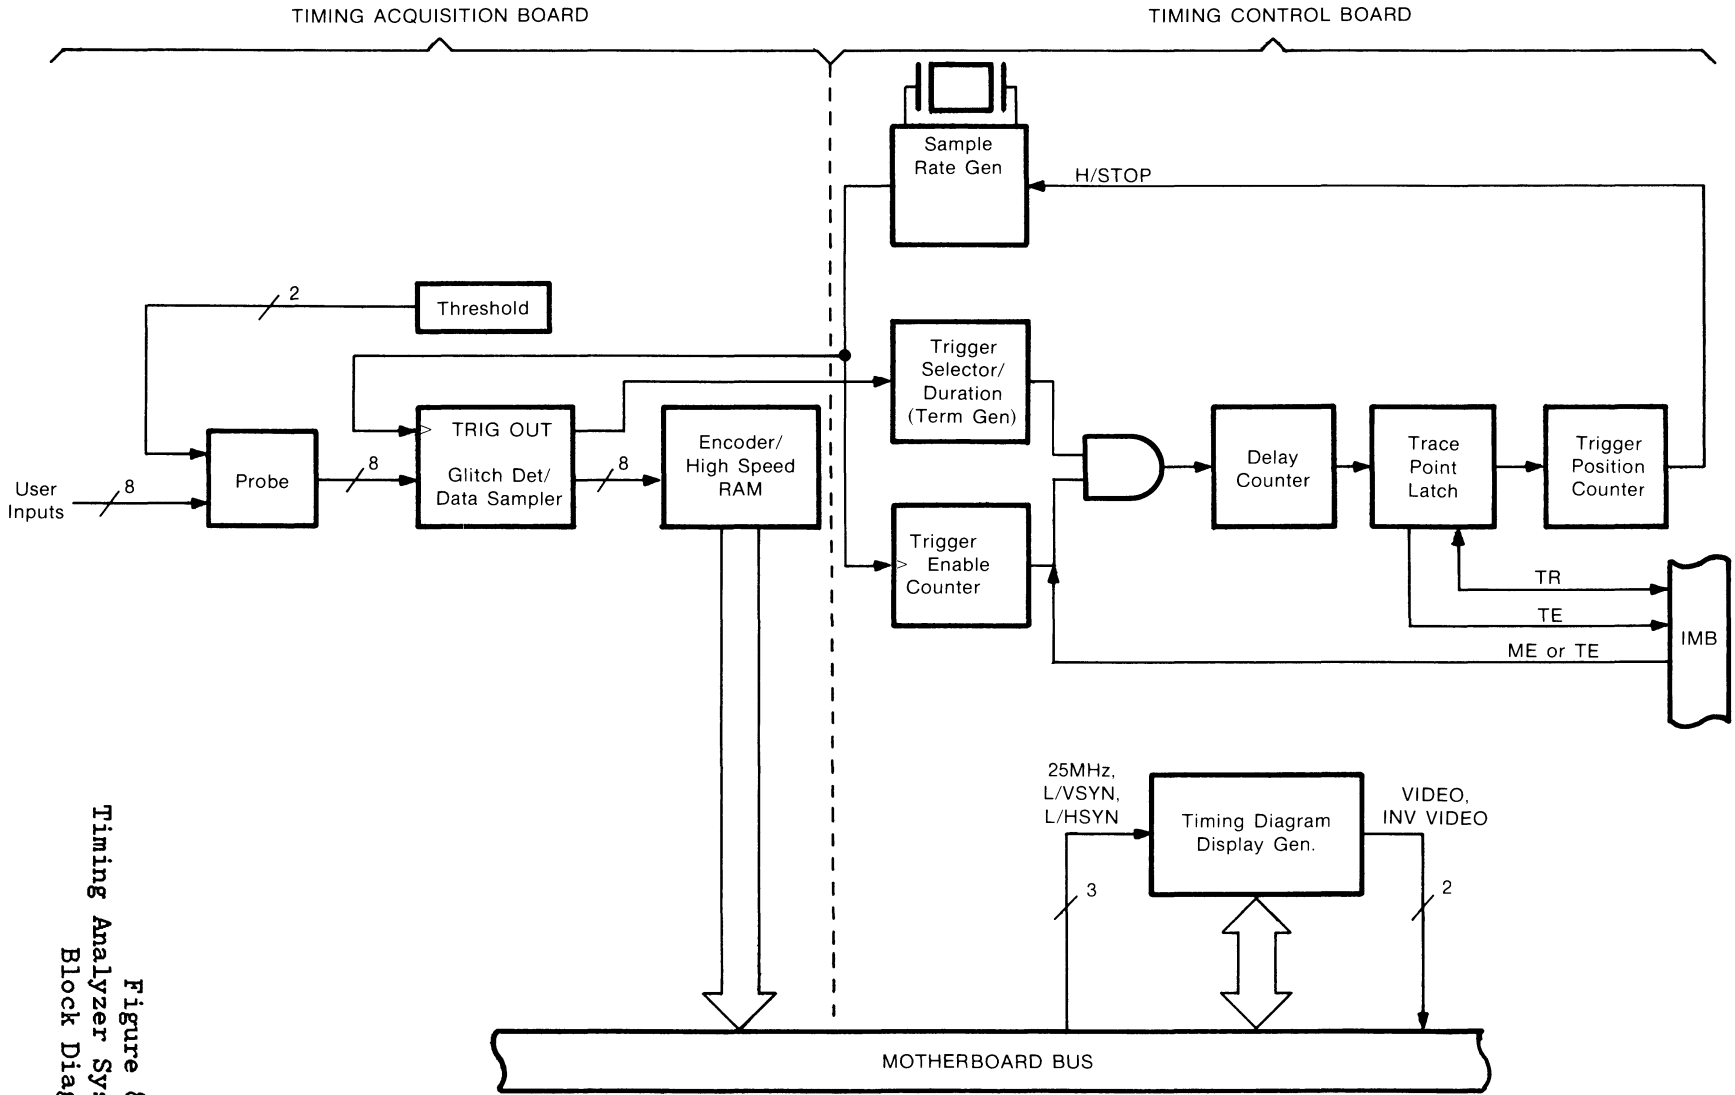 TIMING ACQUISITION BOARD
TIMING CONTROL BOARD
Sample
Rate Gen
H/STOP
2
Threshold
Trigger
Selector/
Duration
(Term Gen)
TRIG OUT
Glitch Det/
Data Sampler
8
Encoder/
High Speed
RAM
Probe
8
User
Inputs
8
Delay
Counter
Trace
Point
Latch
Trigger
Position
Counter
Trigger
Enable
Counter
TR
TE
ME or TE
IMB
25MHz,
L/VSYN,
L/HSYN
3
Timing Diagram
Display Gen.
VIDEO,
INV VIDEO
2
MOTHERBOARD BUS
Figure
Timing Analyzer
Block